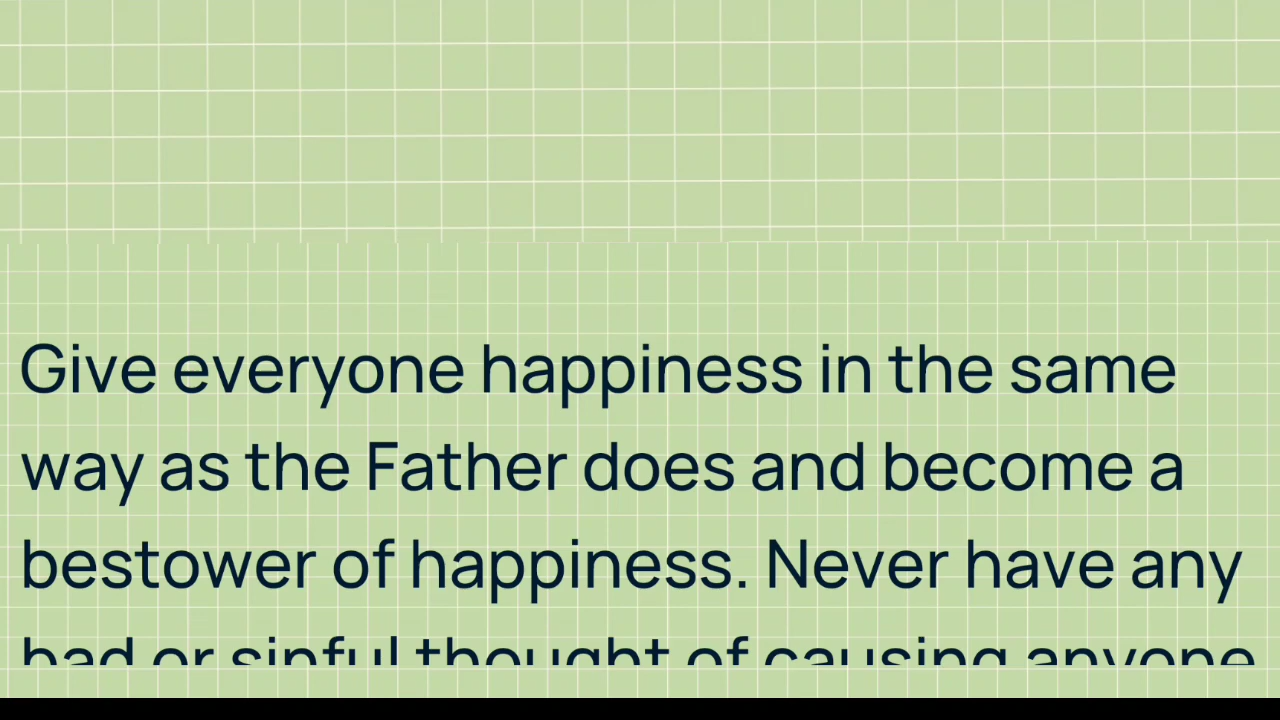 Give everyone happiness in the same
way as the Father does and become a
bestower of happiness. Never have any
bad or sinful thought of causing anyone